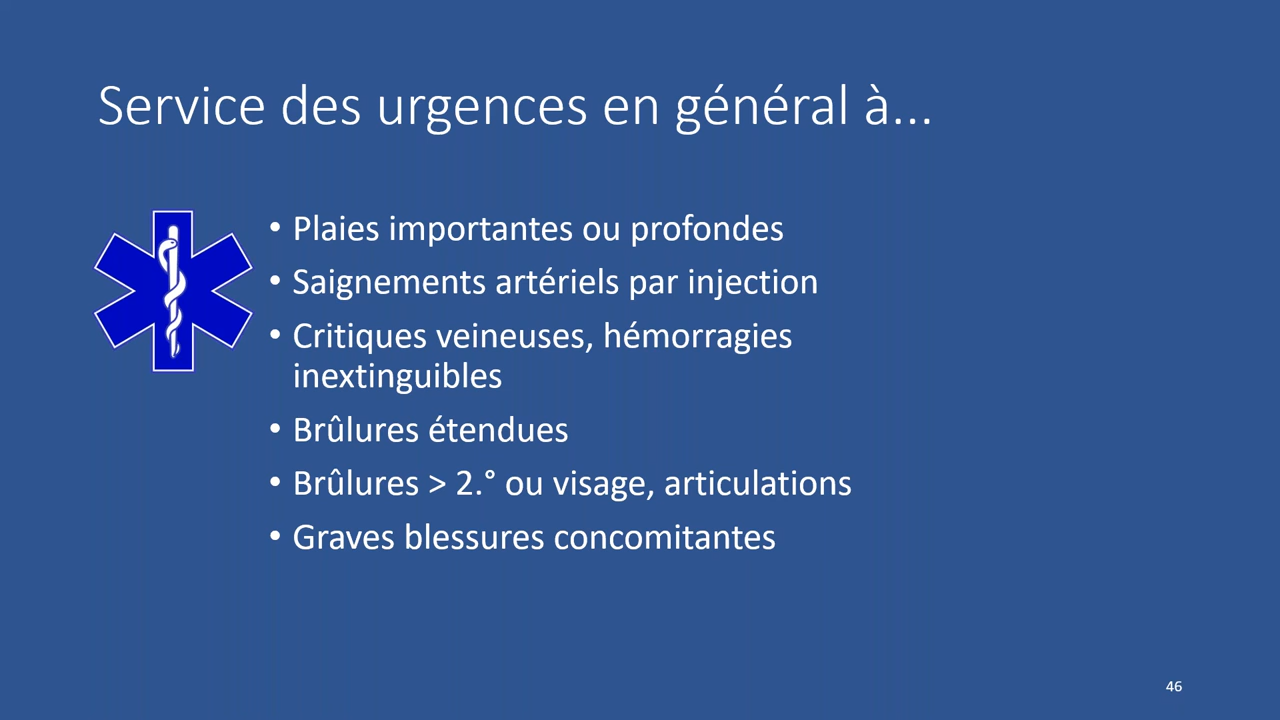 Service des urgences en général à...
• Plaies importantes ou profondes
• Saignements artériels par injection
• Critiques veineuses, hémorragies
inextinguibles
• Brûlures étendues
• Brûlures > 2.° ou visage, articulations
• Graves blessures concomitantes
46